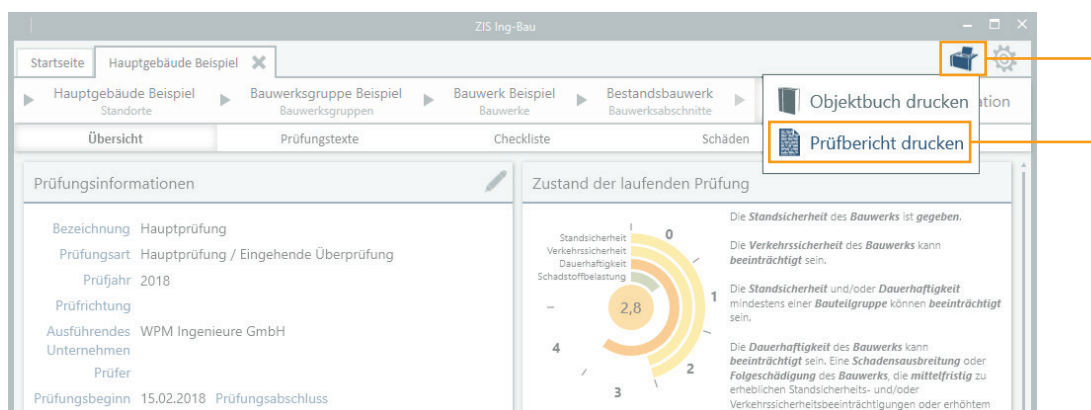 ZIS Ing-Bau
Startseite
Hauptgebäude Beispiel
Hauptgebäude Beispiel
Standorte
Bauwerksgruppe Beispiel
Bauwerksgruppen
Bauwerk Beispiel
Bauwerke
Bestandsbauwerk
Bauwerksabschnitte
Objektbuch drucken
Prüfbericht drucken
Übersicht
Prüfungstexte
Checkliste
Schäden
Prüfungsinformationen
Bezeichnung Hauptprüfung
Prüfungsart Hauptprüfung / Eingehende Überprüfung
Prüfjahr 2018
Prüfrichtung
Ausführendes WPM Ingenieure GmbH
Unternehmen
Prüfer
Prüfungsbeginn 15.02.2018 Prüfungsabschluss
Zustand der laufenden Prüfung
Standsicherheit
Verkehrssicherheit
Dauerhaftigkeit
Schadstoffbelastung
0
1
2
3
4
–
2,8
Die Standsicherheit des Bauwerks ist gegeben.
Die Verkehrssicherheit des Bauwerks kann
beeinträchtigt sein.
Die Standsicherheit und/oder Dauerhaftigkeit
mindestens einer Bauteilgruppe können beeinträchtigt
sein.
Die Dauerhaftigkeit des Bauwerks kann
beeinträchtigt sein. Eine Schadensausbreitung oder
Folgeschädigung des Bauwerks, die mittelfristig zu
erheblichen Standsicherheits- und/oder
Verkehrssicherheitsbeeinträchtigungen oder erhöhtem